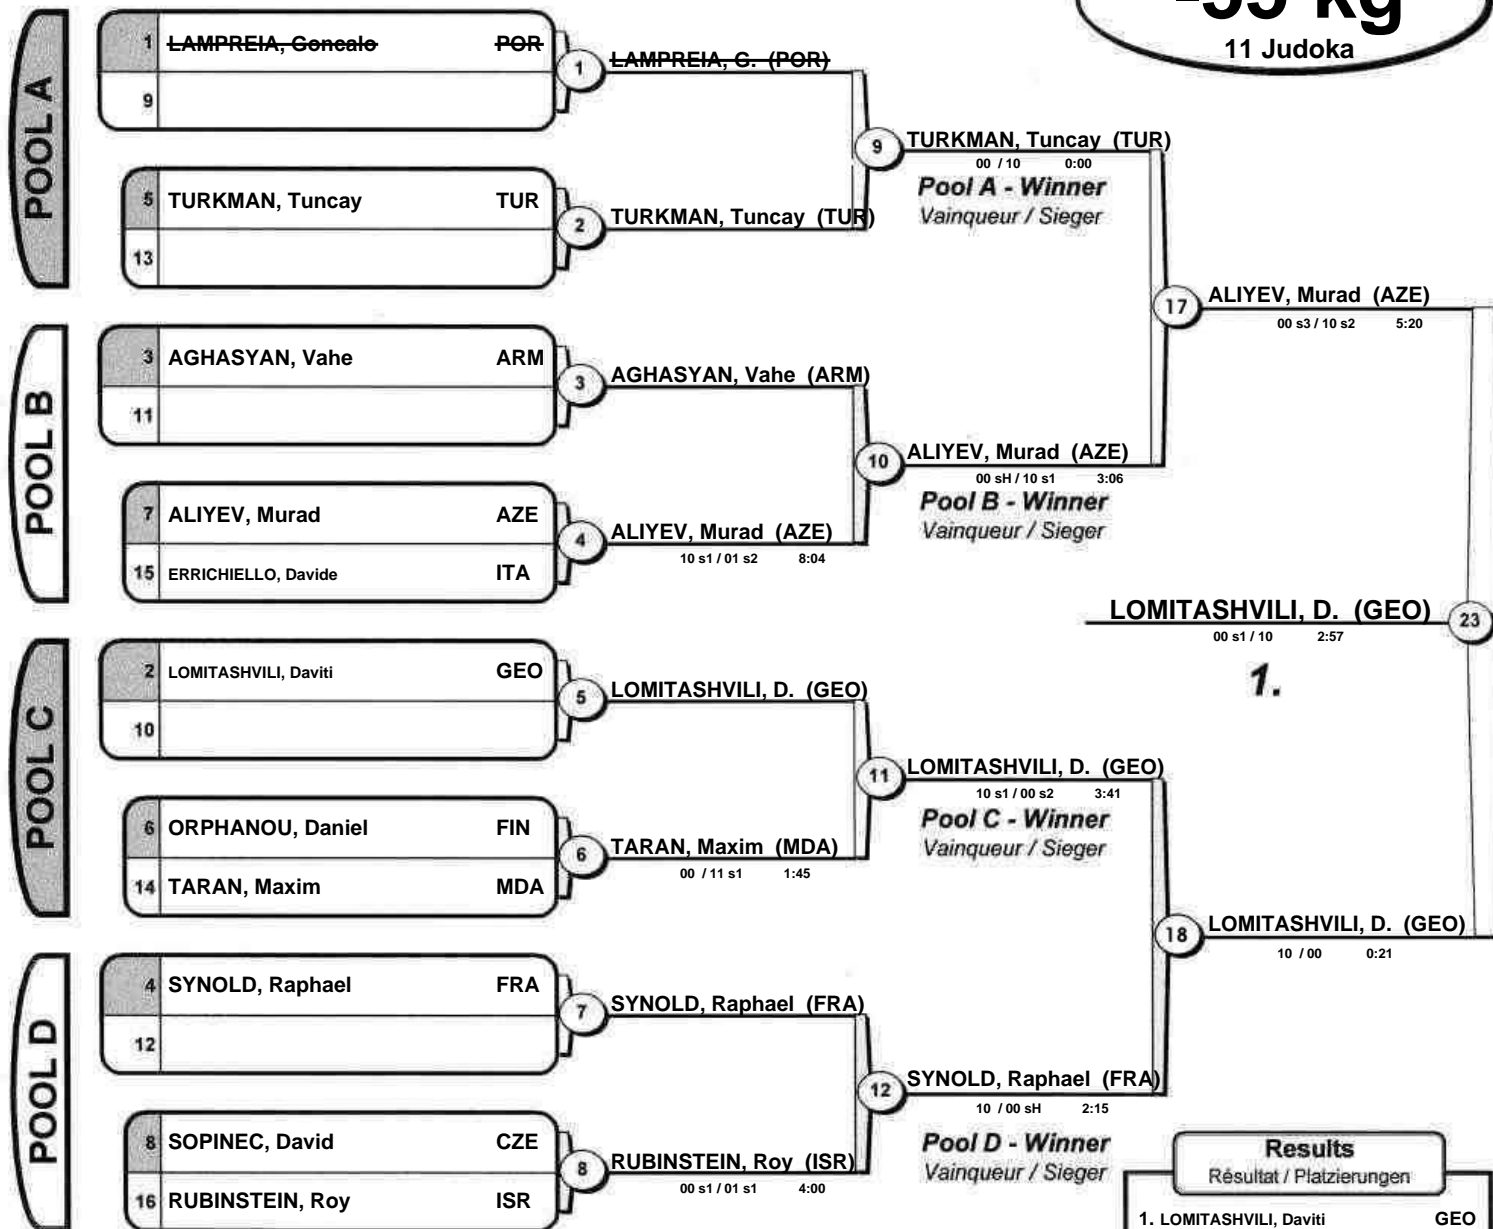 -55 kg
11 Judoka
POOL A
1 LAMPREIA, Goncalo POR
9
1 LAMPREIA, G. (POR)
5 TURKMAN, Tuncay TUR
13
2 TURKMAN, Tuncay (TUR)
9 TURKMAN, Tuncay (TUR)
00 / 10 0:00
Pool A - Winner
Vainqueur / Sieger
POOL B
3 AGHASYAN, Vahe ARM
11
3 AGHASYAN, Vahe (ARM)
7 ALIYEV, Murad AZE
15 ERRICHIELLO, Davide ITA
4 ALIYEV, Murad (AZE)
10 s1 / 01 s2 8:04
10 ALIYEV, Murad (AZE)
00 sH / 10 s1 3:06
Pool B - Winner
Vainqueur / Sieger
17 ALIYEV, Murad (AZE)
00 s3 / 10 s2 5:20
LOMITASHVILI, D. (GEO) 23
00 s1 / 10 2:57
1.
POOL C
2 LOMITASHVILI, Daviti GEO
10
5 LOMITASHVILI, D. (GEO)
6 ORPHANOU, Daniel FIN
14 TARAN, Maxim MDA
6 TARAN, Maxim (MDA)
00 / 11 s1 1:45
11 LOMITASHVILI, D. (GEO)
10 s1 / 00 s2 3:41
Pool C - Winner
Vainqueur / Sieger
POOL D
4 SYNOLD, Raphael FRA
12
7 SYNOLD, Raphael (FRA)
8 SOPINEC, David CZE
16 RUBINSTEIN, Roy ISR
8 RUBINSTEIN, Roy (ISR)
00 s1 / 01 s1 4:00
12 SYNOLD, Raphael (FRA)
10 / 00 sH 2:15
Pool D - Winner
Vainqueur / Sieger
18 LOMITASHVILI, D. (GEO)
10 / 00 0:21
Results
Résultat / Platzierungen
1. LOMITASHVILI, Daviti GEO